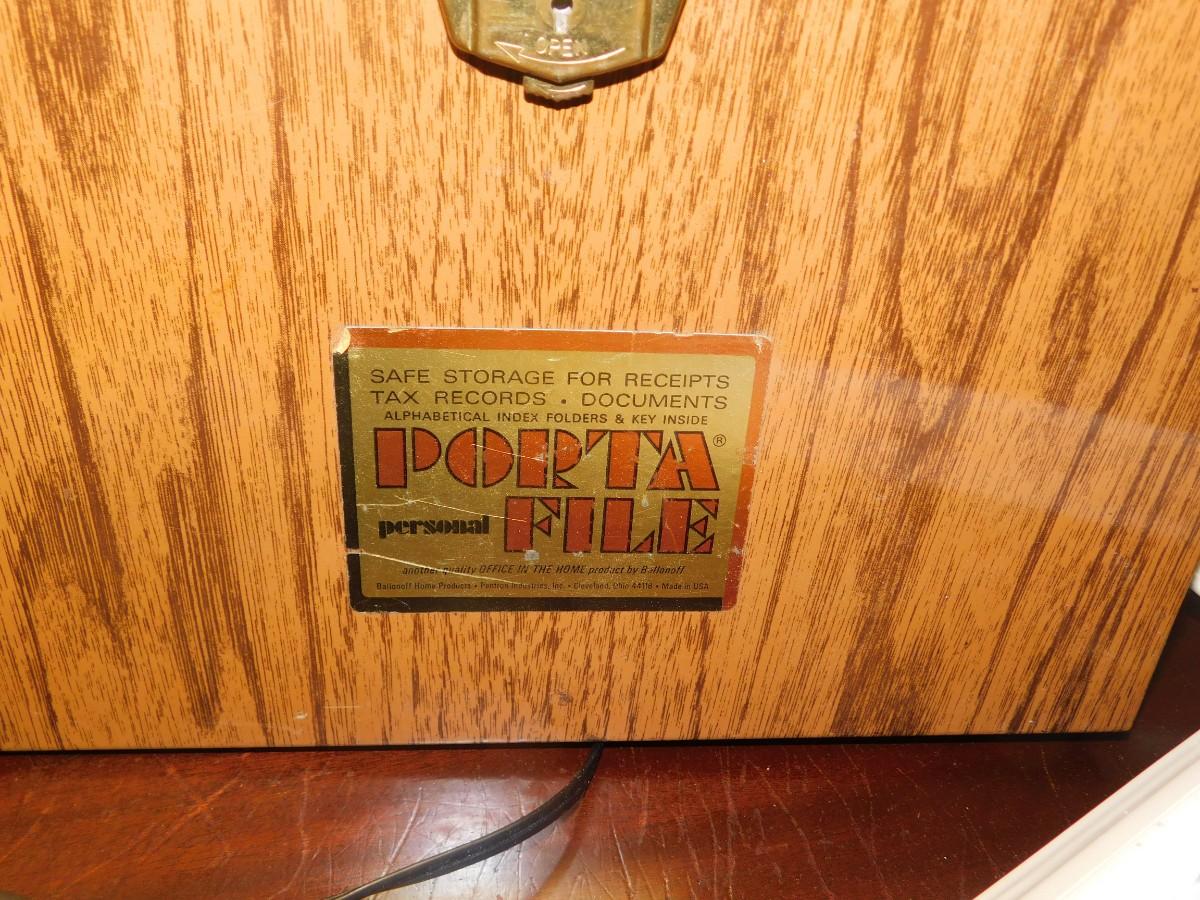 OPEN
SAFE STORAGE FOR RECEIPTS
TAX RECORDS • DOCUMENTS
ALPHABETICAL INDEX FOLDERS & KEY INSIDE
PORTA®
personal FILE
another quality OFFICE IN THE HOME product by Ballonoff
Ballonoff Home Products • Pentron Industries, Inc. • Cleveland, Ohio 44118 • Made in USA